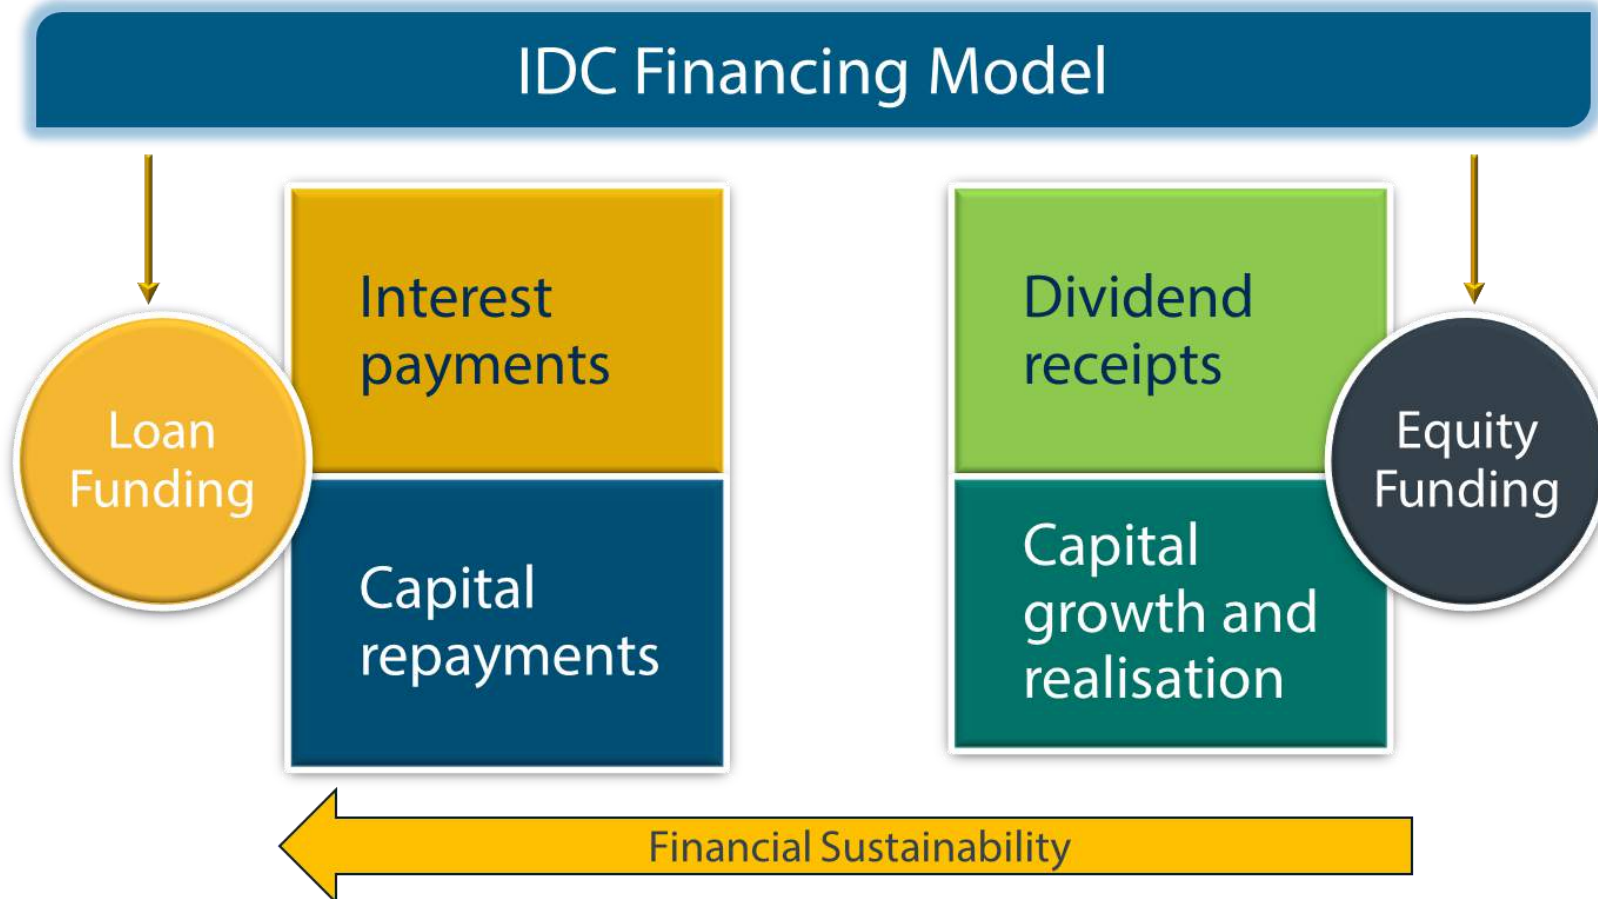 IDC Financing Model
Loan
Funding
Interest
payments
Capital
repayments
Dividend
receipts
Capital
growth and
realisation
Equity
Funding
Financial Sustainability